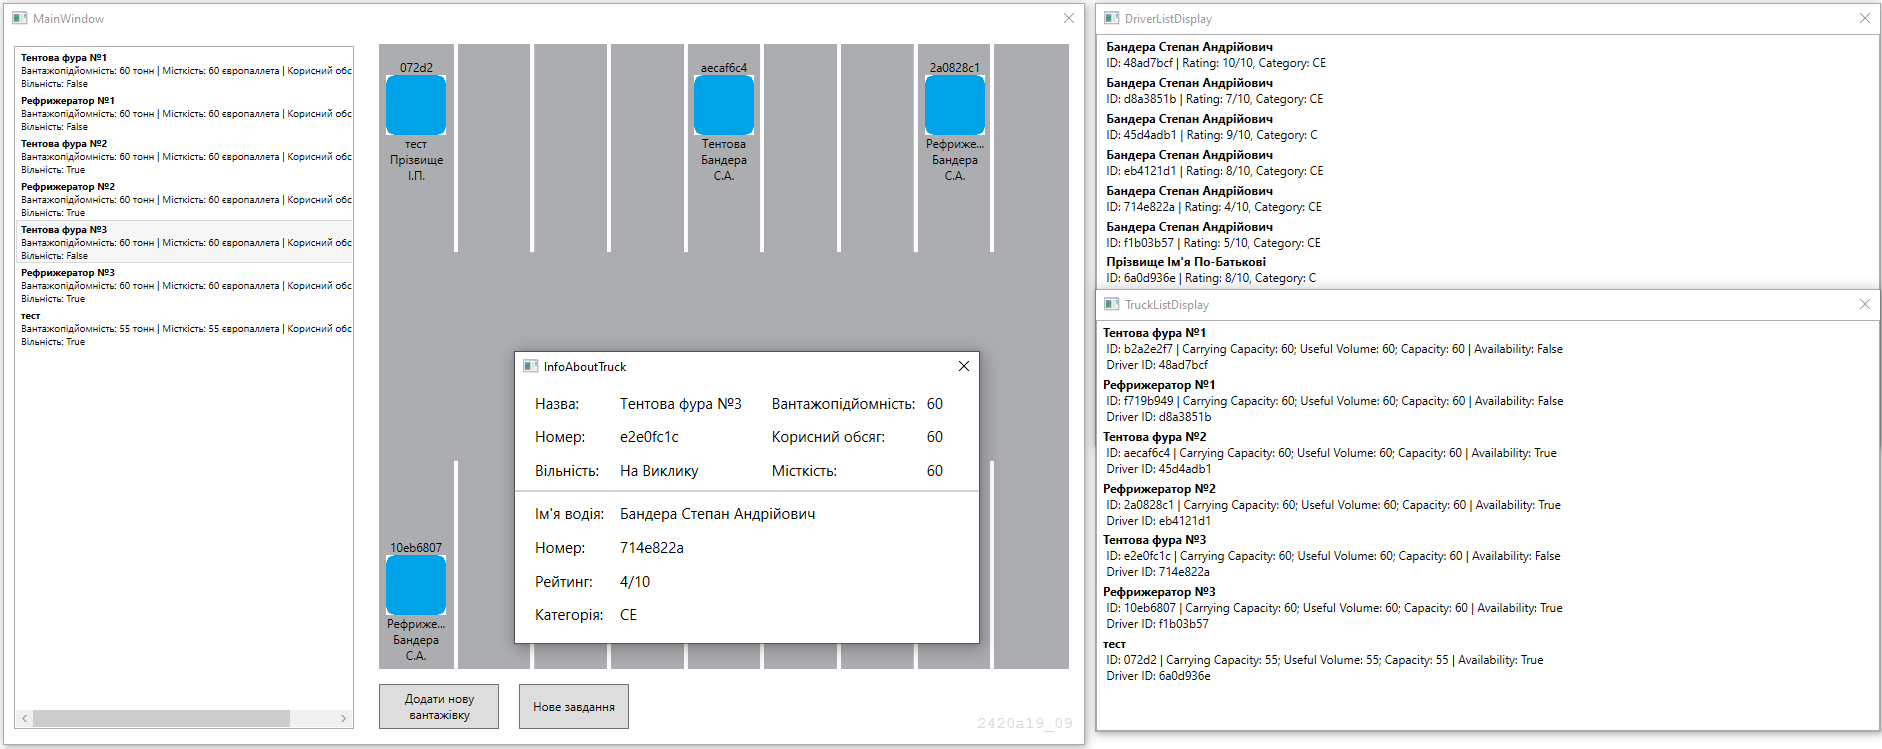 MainWindow
Тентова фура №1
Вантажопідйомність: 60 тонн | Місткість: 60 європаллета | Корисний обс
Вільність: False
Рефрижератор №1
Вантажопідйомність: 60 тонн | Місткість: 60 європаллета | Корисний обс
Вільність: False
Тентова фура №2
Вантажопідйомність: 60 тонн | Місткість: 60 європаллета | Корисний обс
Вільність: True
Рефрижератор №2
Вантажопідйомність: 60 тонн | Місткість: 60 європаллета | Корисний обс
Вільність: True
Тентова фура №3
Вантажопідйомність: 60 тонн | Місткість: 60 європаллета | Корисний обс
Вільність: False
Рефрижератор №3
Вантажопідйомність: 60 тонн | Місткість: 60 європаллета | Корисний обс
Вільність: True
тест
Вантажопідйомність: 55 тонн | Місткість: 55 європаллета | Корисний обс
Вільність: True
072d2
тест
Прізвище
І.П.
aecaf6c4
Тентова
Бандера
С.А.
2a0828c1
Рефриже...
Бандера
С.А.
10eb6807
Рефриже...
Бандера
С.А.
InfoAboutTruck
Назва: Тентова фура №3 Вантажопідйомність: 60
Номер: e2e0fc1c Корисний обсяг: 60
Вільність: На Виклику Місткість: 60
Ім'я водія: Бандера Степан Андрійович
Номер: 714e822a
Рейтинг: 4/10
Категорія: CE
Додати нову
вантажівку
Нове завдання
2420a19_09
DriverListDisplay
Бандера Степан Андрійович
ID: 48ad7bcf | Rating: 10/10, Category: CE
Бандера Степан Андрійович
ID: d8a3851b | Rating: 7/10, Category: CE
Бандера Степан Андрійович
ID: 45d4adb1 | Rating: 9/10, Category: C
Бандера Степан Андрійович
ID: eb4121d1 | Rating: 8/10, Category: CE
Бандера Степан Андрійович
ID: 714e822a | Rating: 4/10, Category: CE
Бандера Степан Андрійович
ID: f1b03b57 | Rating: 5/10, Category: CE
Прізвище Ім'я По-Батькові
ID: 6a0d936e | Rating: 8/10, Category: C
TruckListDisplay
Тентова фура №1
ID: b2a2e2f7 | Carrying Capacity: 60; Useful Volume: 60; Capacity: 60 | Availability: False
Driver ID: 48ad7bcf
Рефрижератор №1
ID: f719b949 | Carrying Capacity: 60; Useful Volume: 60; Capacity: 60 | Availability: False
Driver ID: d8a3851b
Тентова фура №2
ID: aecaf6c4 | Carrying Capacity: 60; Useful Volume: 60; Capacity: 60 | Availability: True
Driver ID: 45d4adb1
Рефрижератор №2
ID: 2a0828c1 | Carrying Capacity: 60; Useful Volume: 60; Capacity: 60 | Availability: True
Driver ID: eb4121d1
Тентова фура №3
ID: e2e0fc1c | Carrying Capacity: 60; Useful Volume: 60; Capacity: 60 | Availability: False
Driver ID: 714e822a
Рефрижератор №3
ID: 10eb6807 | Carrying Capacity: 60; Useful Volume: 60; Capacity: 60 | Availability: True
Driver ID: f1b03b57
тест
ID: 072d2 | Carrying Capacity: 55; Useful Volume: 55; Capacity: 55 | Availability: True
Driver ID: 6a0d936e